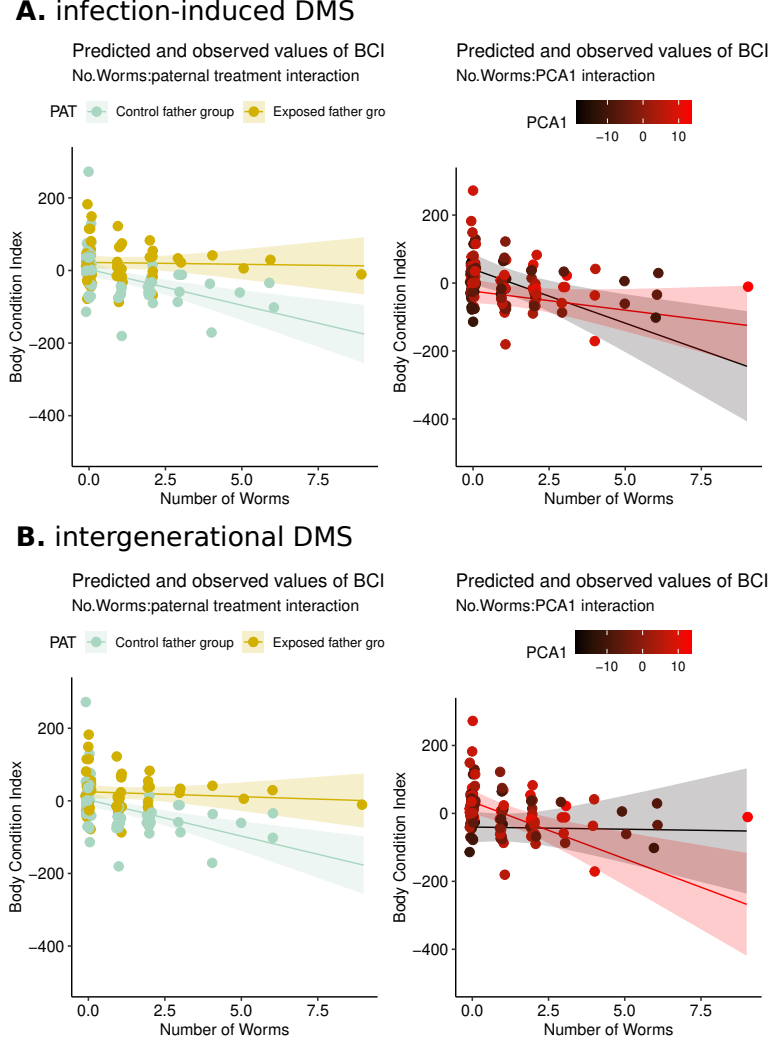 A. infection-induced DMS
Predicted and observed values of BCI
No.Worms:paternal treatment interaction
PAT Control father group Exposed father gro
200
0
−200
−400
0.0 2.5 5.0 7.5
Number of Worms
Body Condition Index
Predicted and observed values of BCI
No.Worms:PCA1 interaction
PCA1
−10 0 10
200
0
−200
−400
0.0 2.5 5.0 7.5
Number of Worms
Body Condition Index
B. intergenerational DMS
Predicted and observed values of BCI
No.Worms:paternal treatment interaction
PAT Control father group Exposed father gro
200
0
−200
−400
0.0 2.5 5.0 7.5
Number of Worms
Body Condition Index
Predicted and observed values of BCI
No.Worms:PCA1 interaction
PCA1
−10 0 10
200
0
−200
−400
0.0 2.5 5.0 7.5
Number of Worms
Body Condition Index